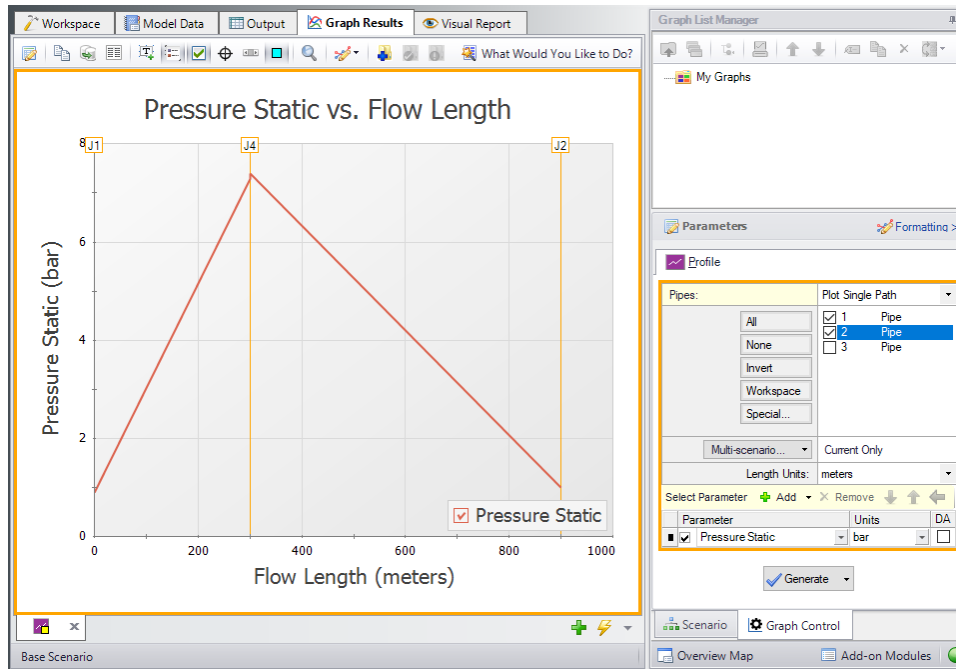 Workspace Model Data Output Graph Results Visual Report
What Would You Like to Do?
Pressure Static vs. Flow Length
J1 J4 J2
8
6
4
2
0
Pressure Static (bar)
Pressure Static
0 200 400 600 800 1000
Flow Length (meters)
Base Scenario
Graph List Manager
My Graphs
Parameters Formatting >
Profile
Pipes: Plot Single Path
All
None
Invert
Workspace
Special...
1 Pipe
2 Pipe
3 Pipe
Multi-scenario... Current Only
Length Units: meters
Select Parameter Add Remove
Parameter Units DA
Pressure Static bar
Generate
Scenario Graph Control
Overview Map Add-on Modules